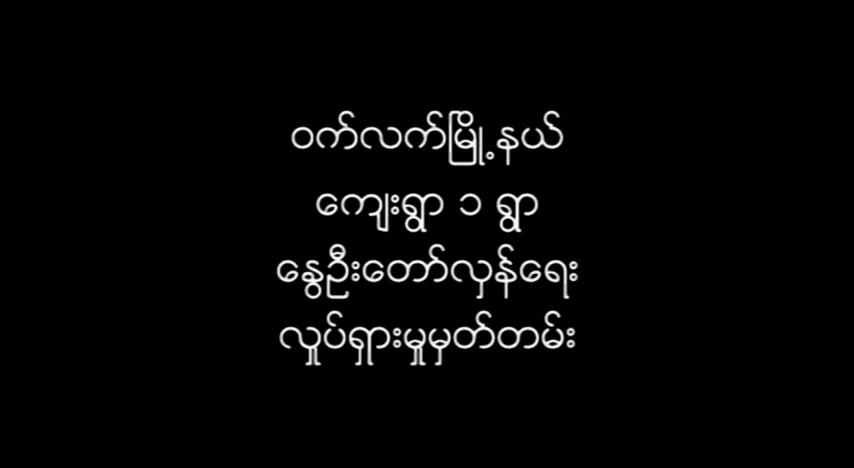 ဝက်လက်မြို့နယ်
ကျေးရွာ ၁ ရွာ
နွေဦးတော်လှန်ရေး
လှုပ်ရှားမှုမှတ်တမ်း